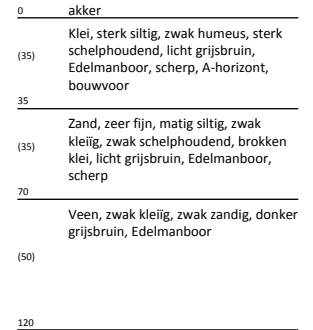 0 akker
Klei, sterk siltig, zwak humeus, sterk
schelphoudend, licht grijsbruin,
(35)
Edelmanboor, scherp, A-horizont,
bouwvoor
35
Zand, zeer fijn, matig siltig, zwak
kleiïg, zwak schelphoudend, brokken
(35)
klei, licht grijsbruin, Edelmanboor,
scherp
70
Veen, zwak kleiïg, zwak zandig, donker
grijsbruin, Edelmanboor
(50)
120